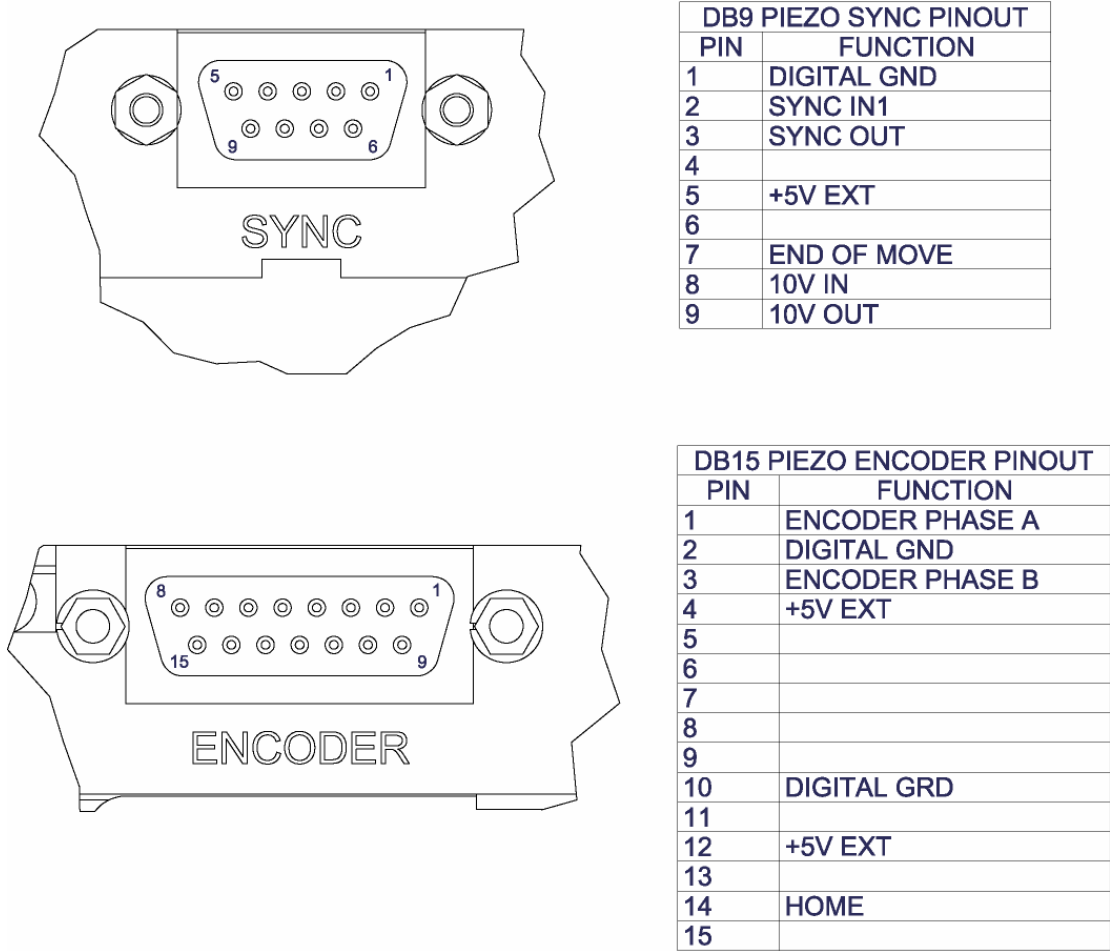 5 1
9 6
SYNC
DB9 PIEZO SYNC PINOUT
PIN FUNCTION
1 DIGITAL GND
2 SYNC IN1
3 SYNC OUT
4
5 +5V EXT
6
7 END OF MOVE
8 10V IN
9 10V OUT
8 1
15 9
ENCODER
DB15 PIEZO ENCODER PINOUT
PIN FUNCTION
1 ENCODER PHASE A
2 DIGITAL GND
3 ENCODER PHASE B
4 +5V EXT
5
6
7
8
9
10 DIGITAL GRD
11
12 +5V EXT
13
14 HOME
15